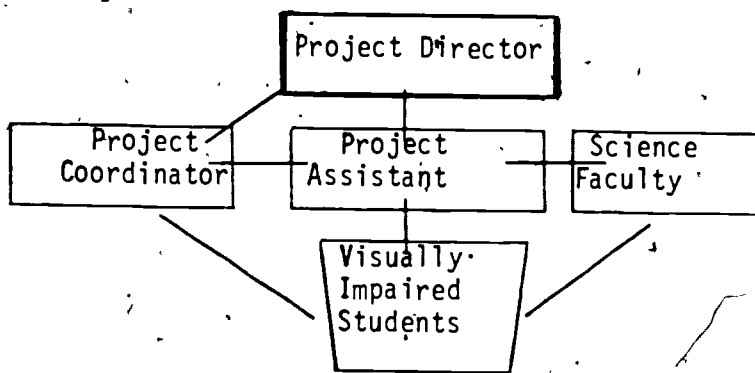 Project Director
Project
Coordinator
Project
Assistant
Science
Faculty
Visually
Impaired
Students